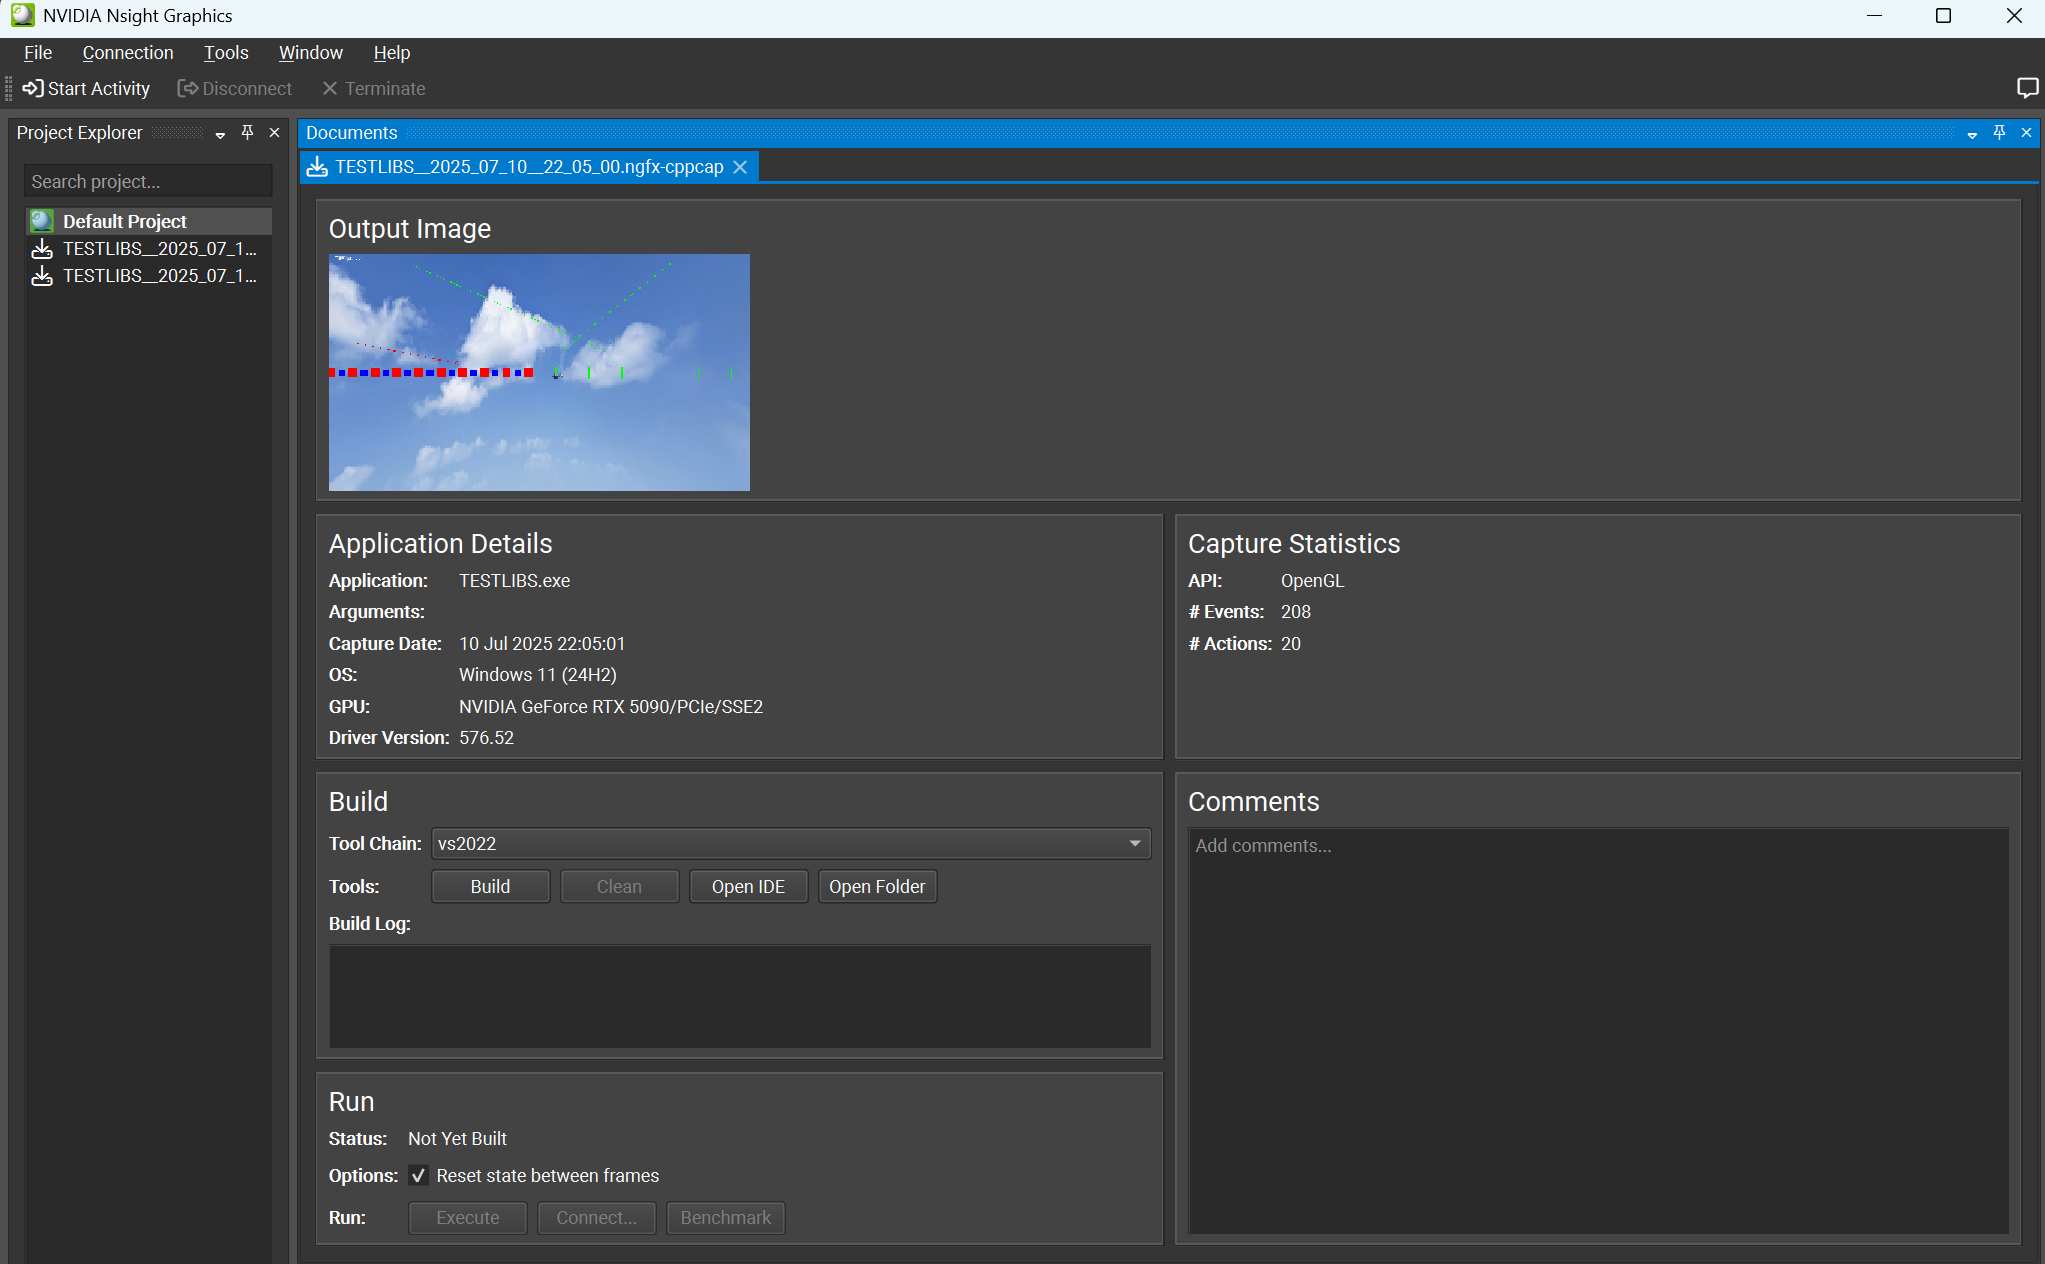 NVIDIA Nsight Graphics
File Connection Tools Window Help
Start Activity Disconnect Terminate
Project Explorer
Search project...
Default Project
TESTLIBS__2025_07_1...
TESTLIBS__2025_07_1...
Documents
TESTLIBS__2025_07_10__22_05_00.ngfx-cppcap
Output Image
Application Details
Application: TESTLIBS.exe
Arguments:
Capture Date: 10 Jul 2025 22:05:01
OS: Windows 11 (24H2)
GPU: NVIDIA GeForce RTX 5090/PCIe/SSE2
Driver Version: 576.52
Capture Statistics
API: OpenGL
# Events: 208
# Actions: 20
Build
Tool Chain: vs2022
Tools: Build Clean Open IDE Open Folder
Build Log:
Comments
Add comments...
Run
Status: Not Yet Built
Options: Reset state between frames
Run: Execute Connect... Benchmark